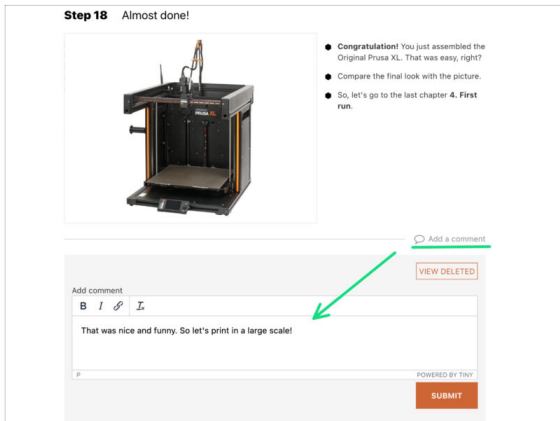 Step 18 Almost done!
PRUSA XL
Congratulation! You just assembled the
Original Prusa XL. That was easy, right?
Compare the final look with the picture.
So, let's go to the last chapter 4. First
run.
Add a comment
VIEW DELETED
Add comment
B I
That was nice and funny. So let's print in a large scale!
P POWERED BY TINY
SUBMIT